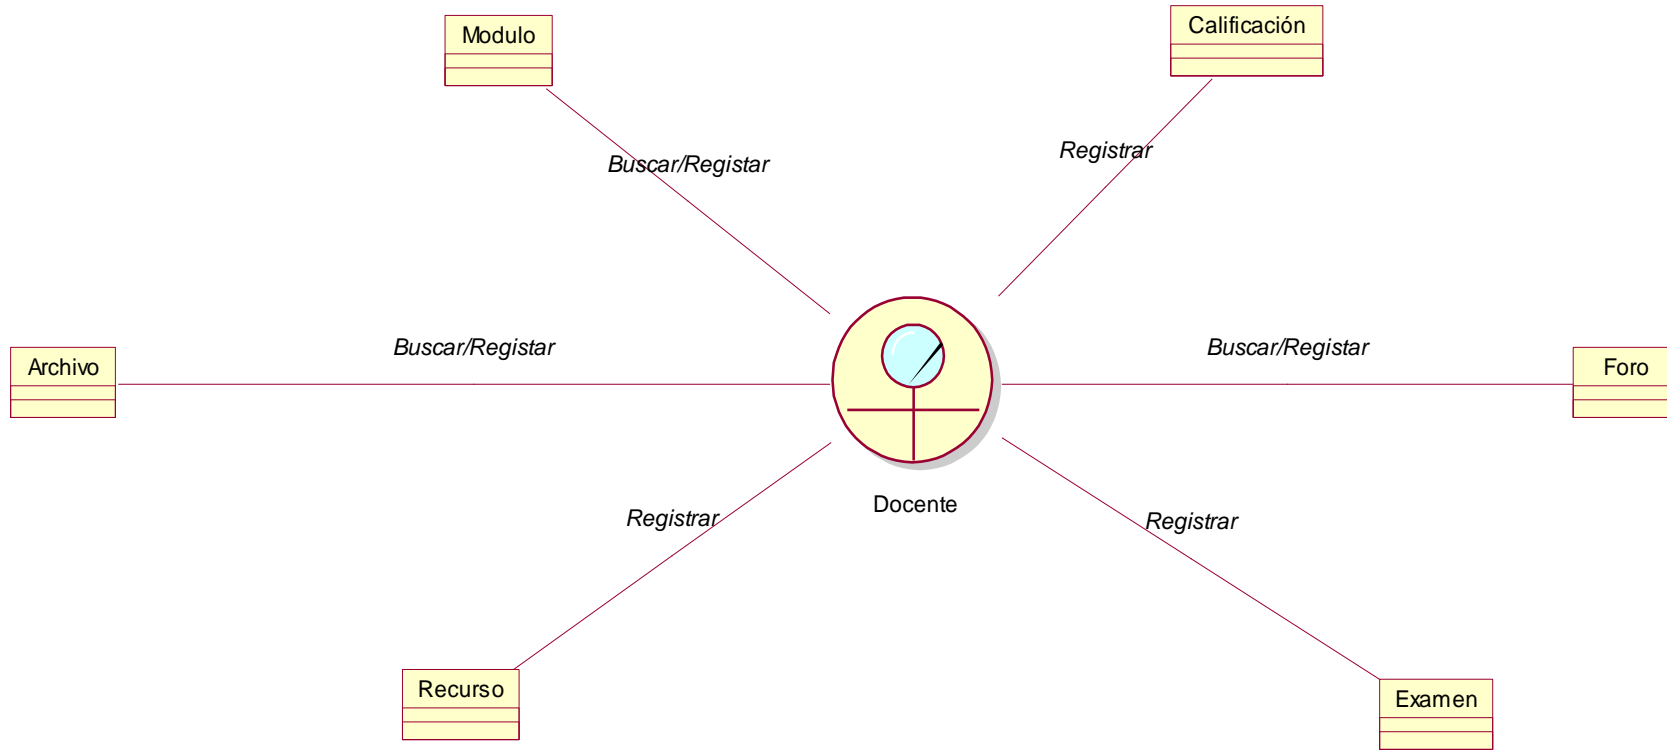 Modulo
Calificación
Buscar/Registar
Registrar
Archivo
Buscar/Registar
Buscar/Registar
Foro
Docente
Registrar
Registrar
Recurso
Examen